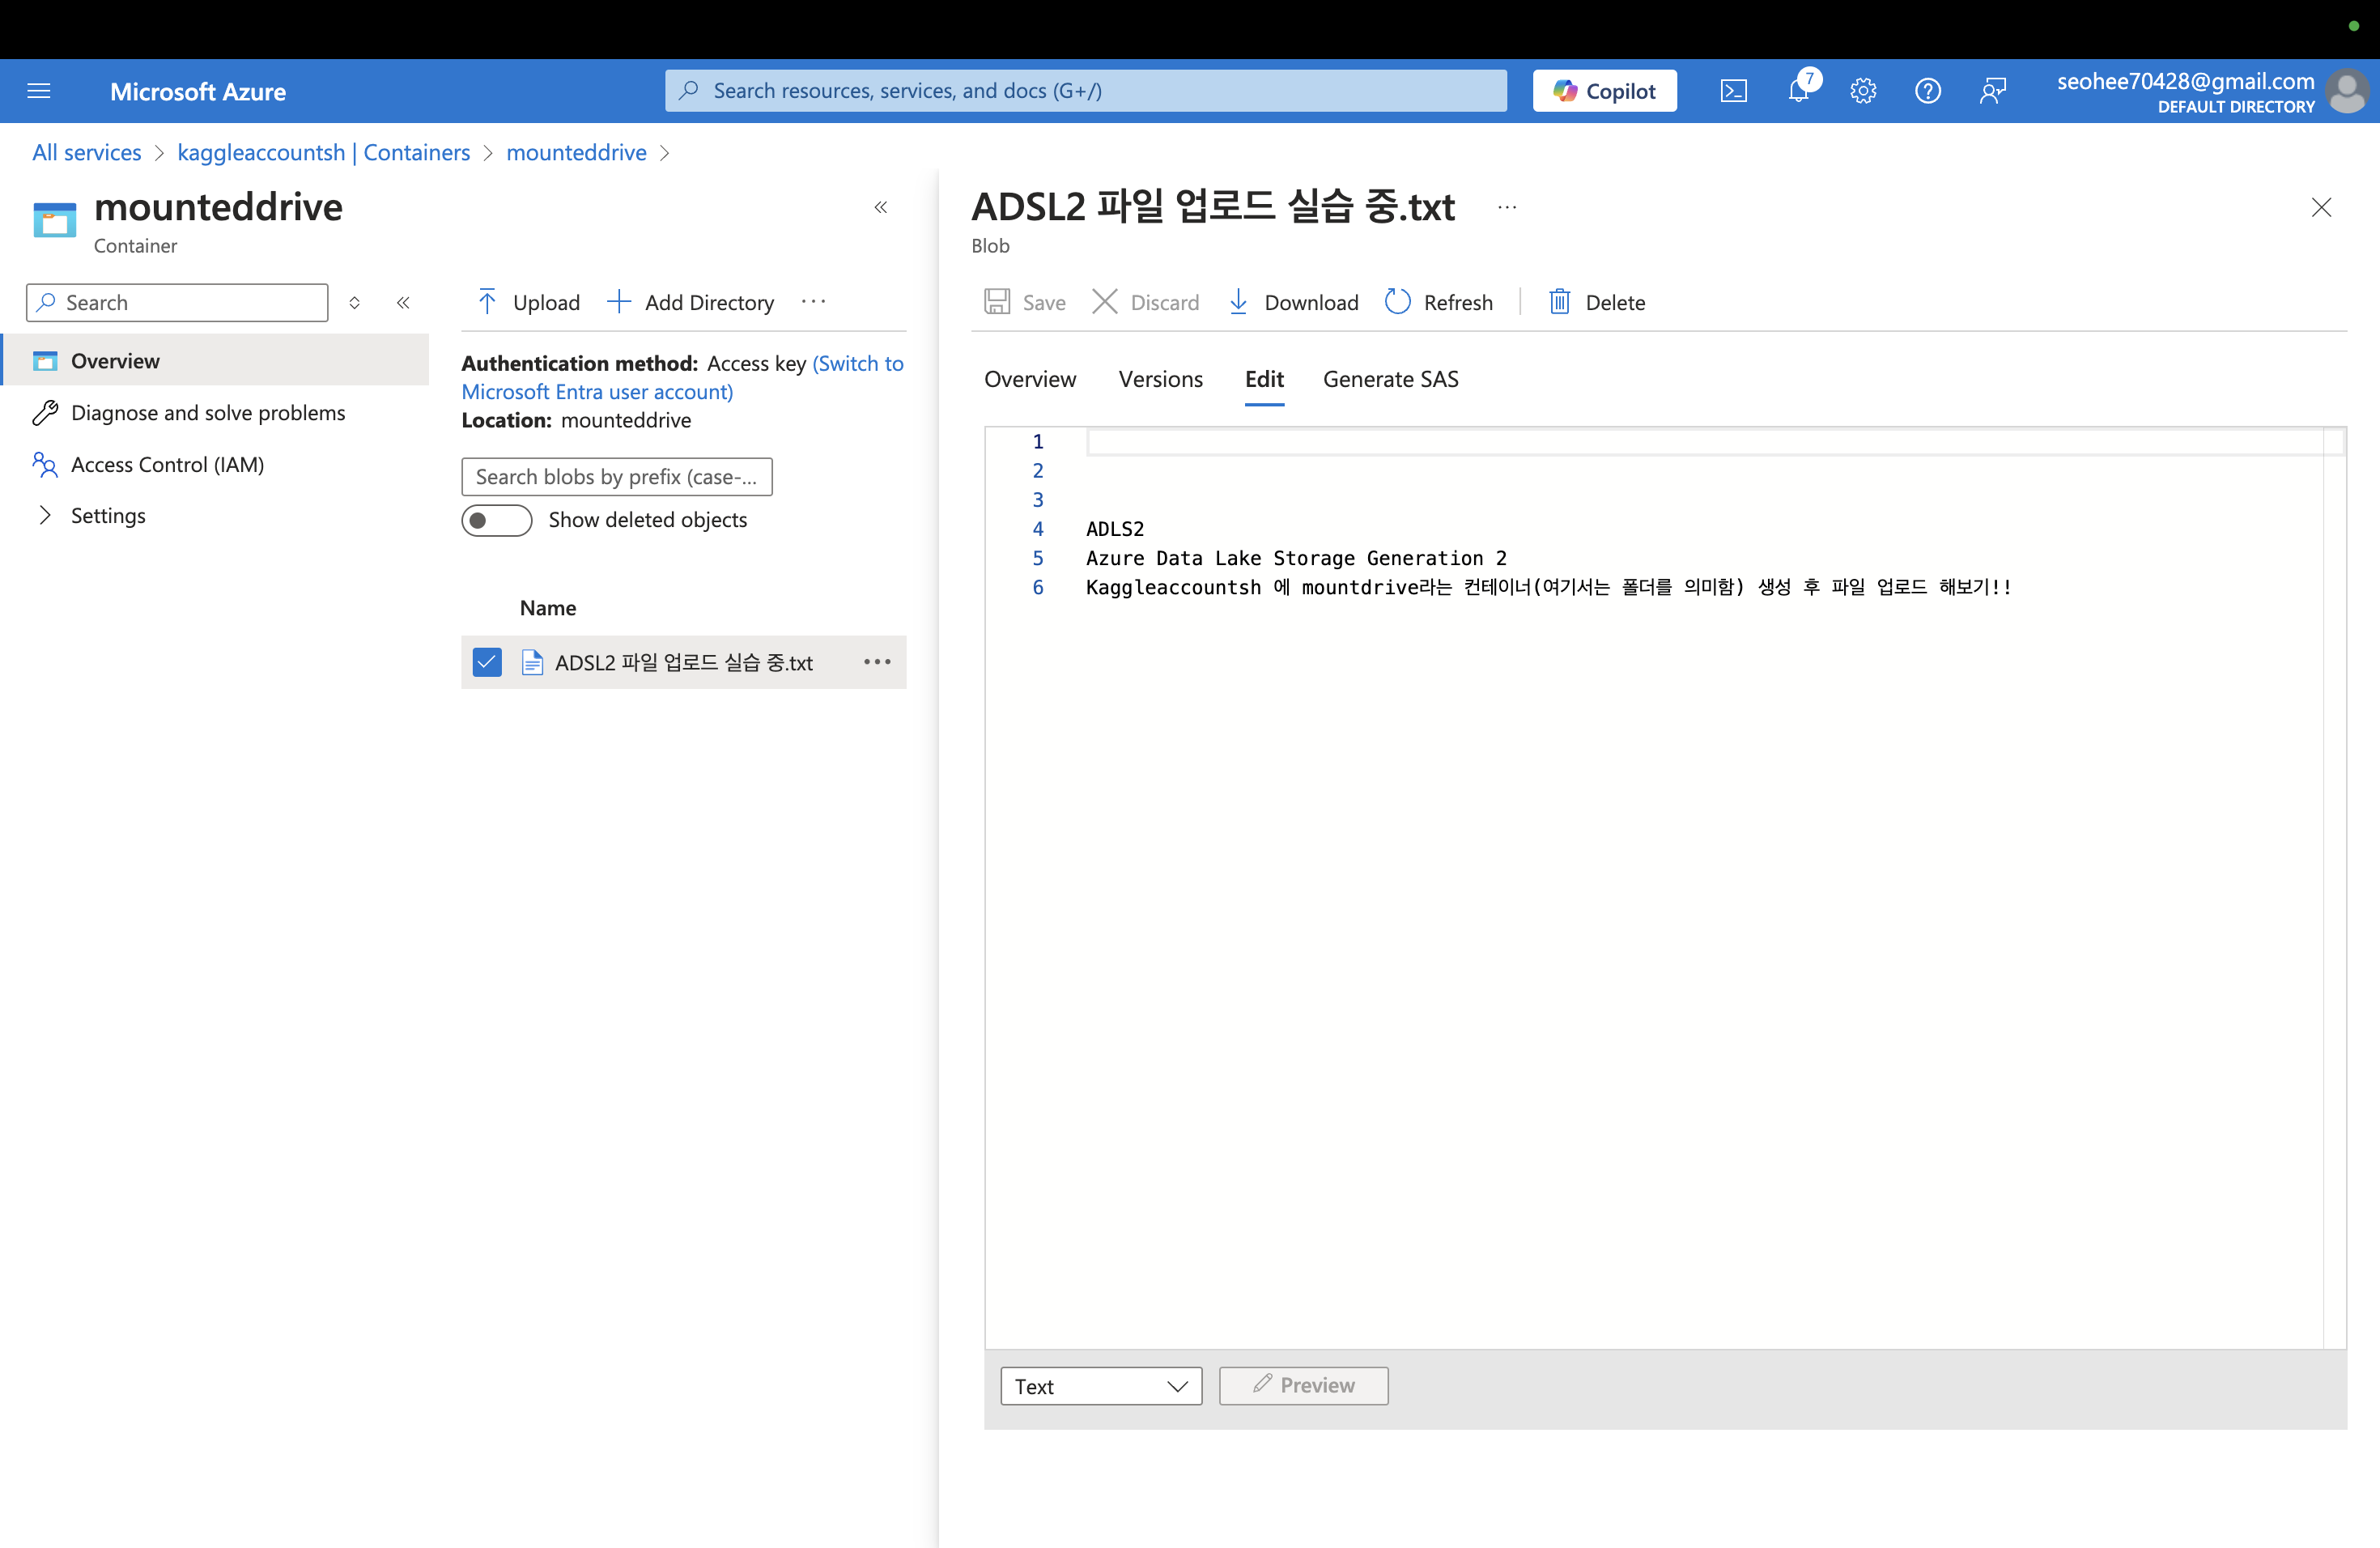 Microsoft Azure
Search resources, services, and docs (G+/)
Copilot
7
seohee70428@gmail.com
DEFAULT DIRECTORY
All services > kaggleaccountsh | Containers > mounteddrive >
mounteddrive
Container
Search
Overview
Diagnose and solve problems
Access Control (IAM)
Settings
Upload
Add Directory
Authentication method: Access key (Switch to
Microsoft Entra user account)
Location: mounteddrive
Search blobs by prefix (case-...
Show deleted objects
Name
ADSL2 파일 업로드 실습 중.txt
ADSL2 파일 업로드 실습 중.txt
Blob
Save
Discard
Download
Refresh
Delete
Overview
Versions
Edit
Generate SAS
1
2
3
4 ADLS2
5 Azure Data Lake Storage Generation 2
6 Kaggleaccountsh 에 mountdrive라는 컨테이너(여기서는 폴더를 의미함) 생성 후 파일 업로드 해보기!!
Text
Preview